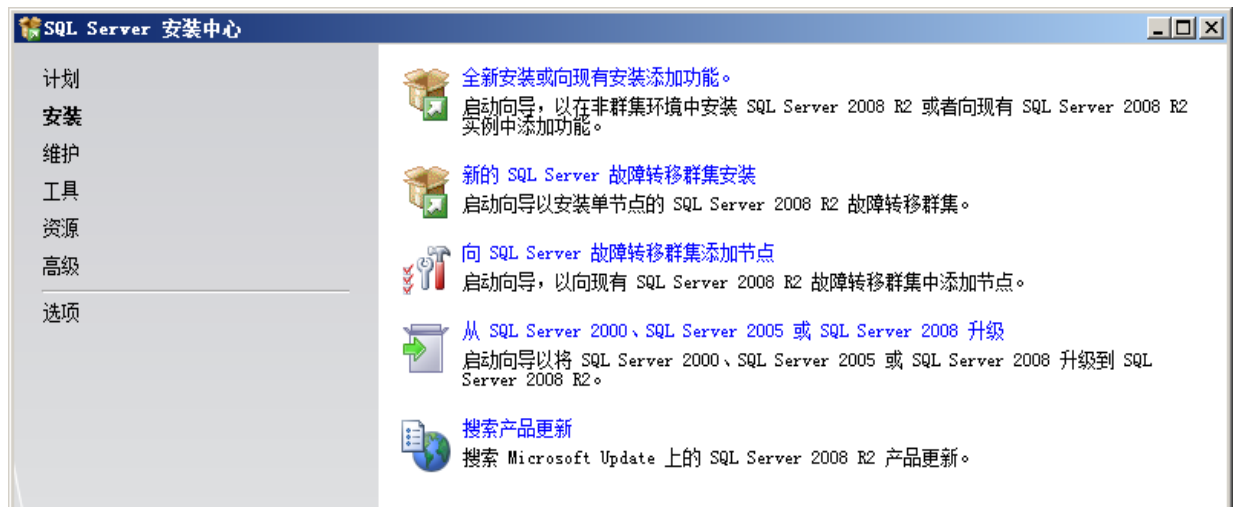 SQL Server 安装中心
计划
安装
维护
工具
资源
高级
选项
全新安装或向现有安装添加功能。
启动向导，以在非群集环境中安装 SQL Server 2008 R2 或者向现有 SQL Server 2008 R2
实例中添加功能。
新的 SQL Server 故障转移群集安装
启动向导以安装单节点的 SQL Server 2008 R2 故障转移群集。
向 SQL Server 故障转移群集添加节点
启动向导，以向现有 SQL Server 2008 R2 故障转移群集中添加节点。
从 SQL Server 2000、SQL Server 2005 或 SQL Server 2008 升级
启动向导以将 SQL Server 2000、SQL Server 2005 或 SQL Server 2008 升级到 SQL
Server 2008 R2。
搜索产品更新
搜索 Microsoft Update 上的 SQL Server 2008 R2 产品更新。